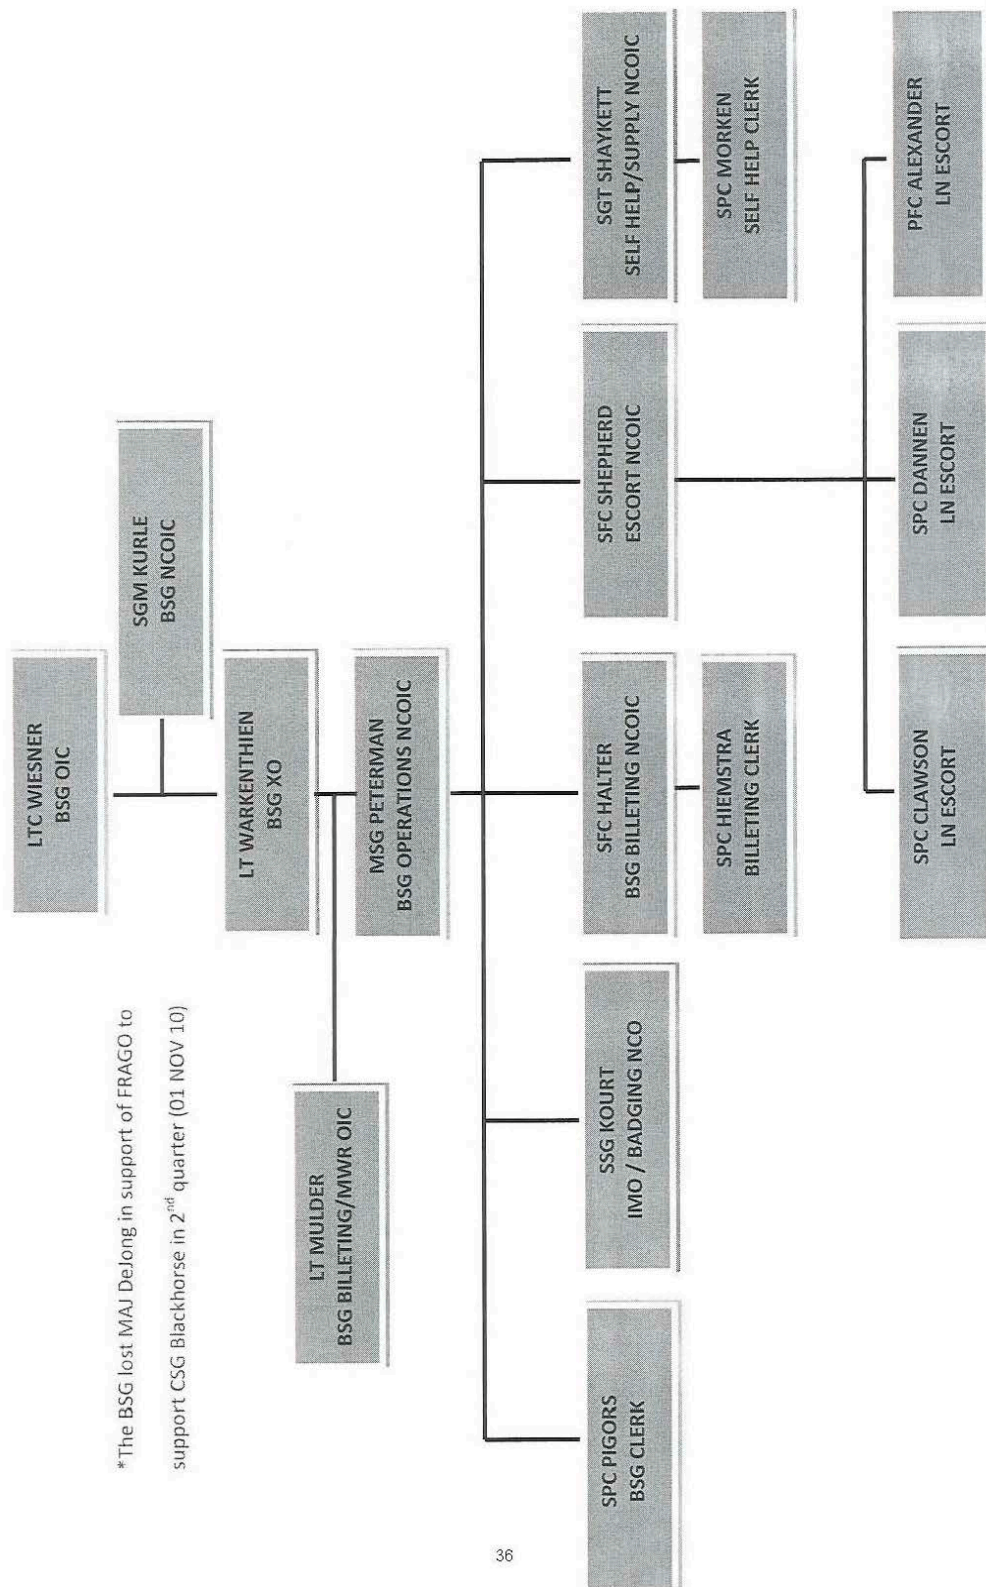 LTC WIESNER
BSG OIC
SGM KURLE
BSG NCOIC
*The BSG lost MAJ DeJong in support of FRAGO to
support CSG Blackhorse in 2nd quarter (01 NOV 10)
LT WARKENTHIEN
BSG XO
LT MULDER
BSG BILLETING/MWR OIC
MSG PETERMAN
BSG OPERATIONS NCOIC
SPC PIGORS
BSG CLERK
SSG KOURT
IMO / BADGING NCO
SFC HALTER
BSG BILLETING NCOIC
SFC SHEPHERD
ESCORT NCOIC
SGT SHAYKETT
SELF HELP/SUPPLY NCOIC
SPC HIEMSTRA
BILLETING CLERK
SPC MORKEN
SELF HELP CLERK
SPC CLAWSON
LN ESCORT
SPC DANNEN
LN ESCORT
PFC ALEXANDER
LN ESCORT
36